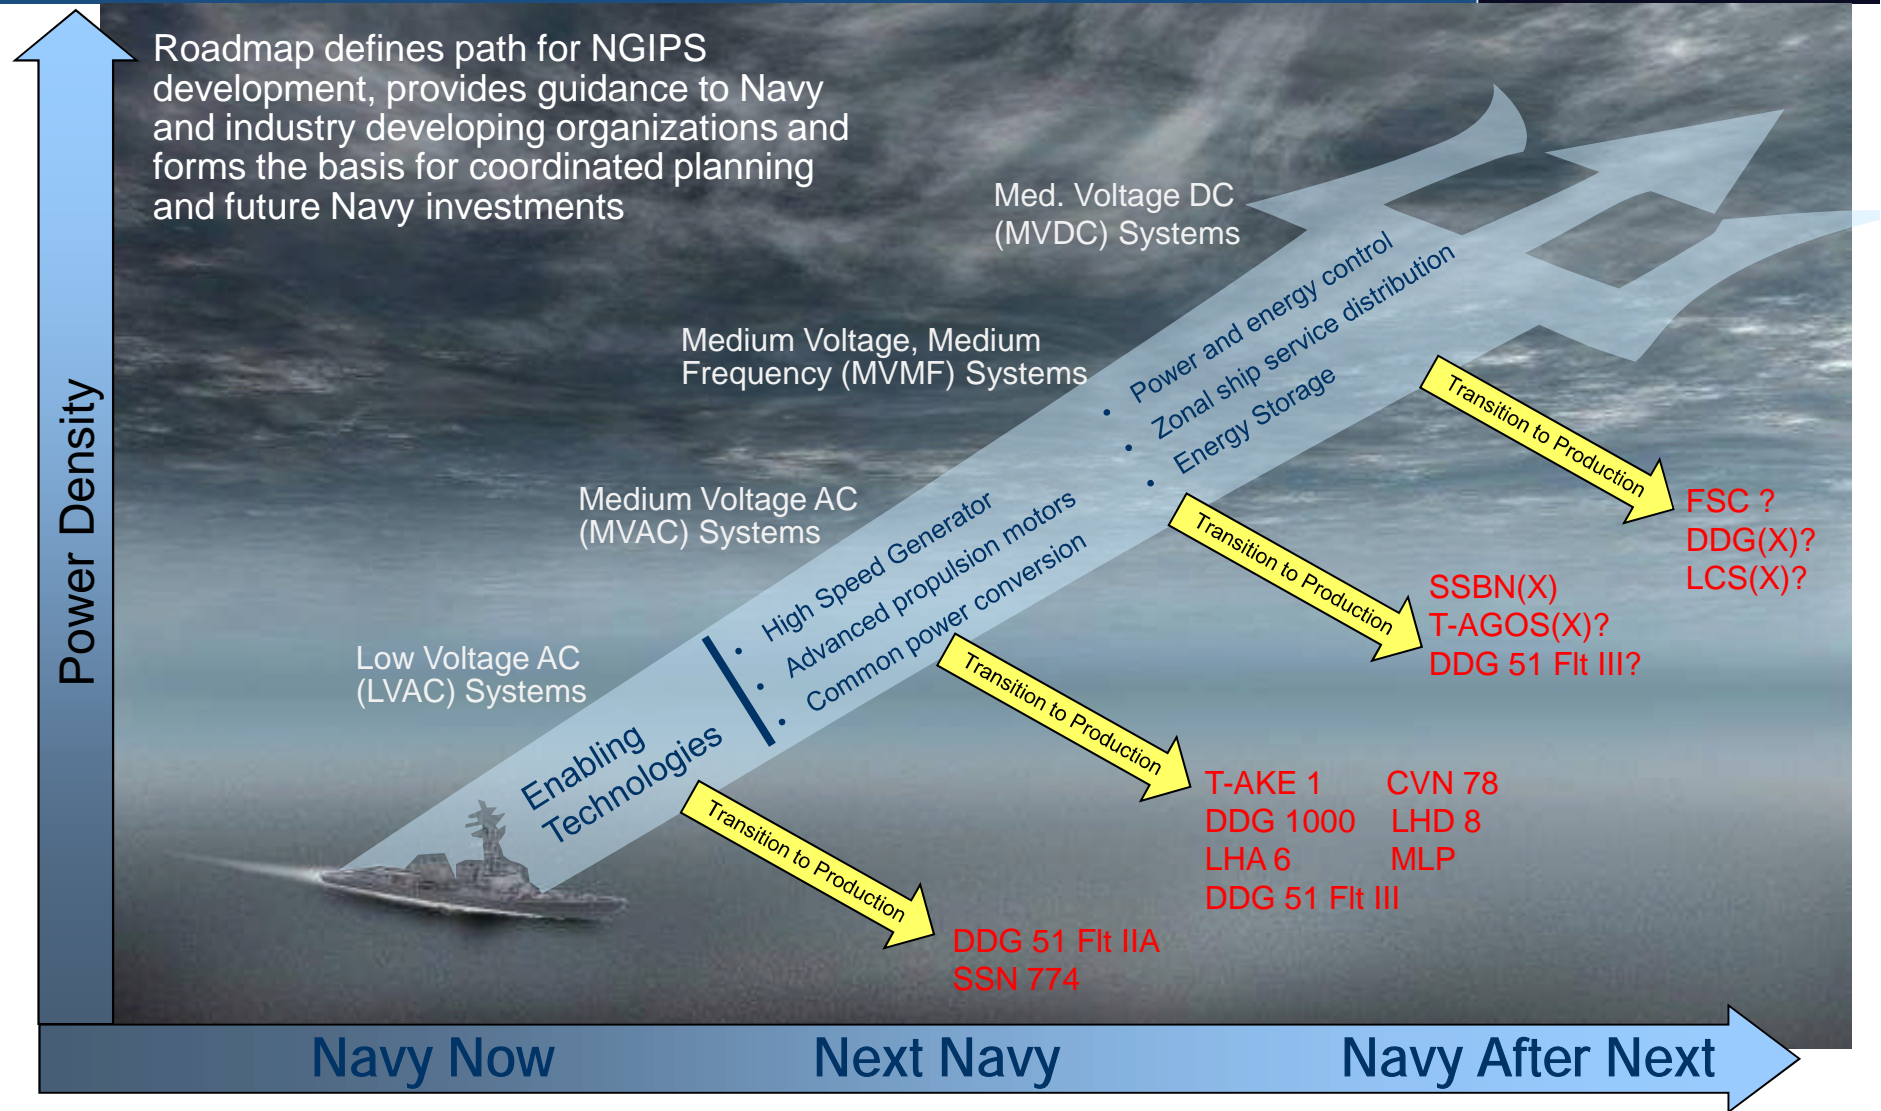 Roadmap defines path for NGIPS
development, provides guidance to Navy
and industry developing organizations and
forms the basis for coordinated planning
and future Navy investments
Power Density
Med. Voltage DC
(MVDC) Systems
Medium Voltage, Medium
Frequency (MVMF) Systems
Medium Voltage AC
(MVAC) Systems
Low Voltage AC
(LVAC) Systems
Enabling
Technologies
• High Speed Generator
• Advanced propulsion motors
• Common power conversion
• Power and energy control
• Zonal ship service distribution
• Energy Storage
Transition to Production
FSC ?
DDG(X)?
LCS(X)?
Transition to Production
SSBN(X)
T-AGOS(X)?
DDG 51 Flt III?
Transition to Production
T-AKE 1 CVN 78
DDG 1000 LHD 8
LHA 6 MLP
DDG 51 Flt III
Transition to Production
DDG 51 Flt IIA
SSN 774
Navy Now Next Navy Navy After Next